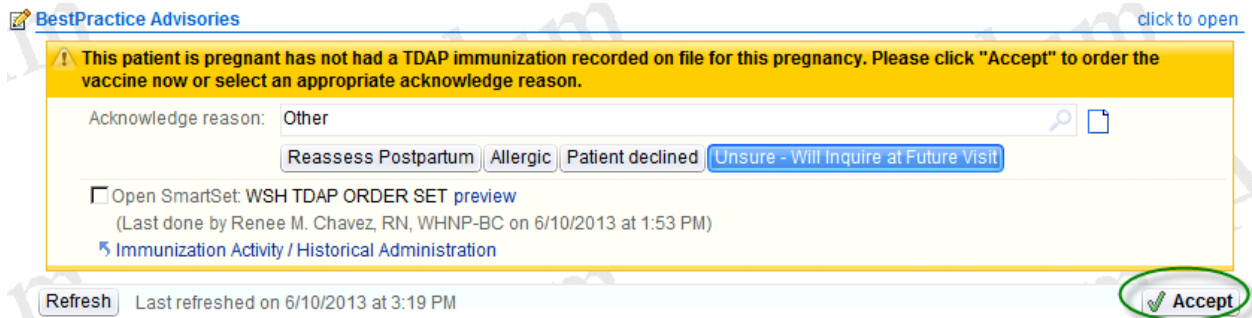 BestPractice Advisories click to open
This patient is pregnant has not had a TDAP immunization recorded on file for this pregnancy. Please click "Accept" to order the
vaccine now or select an appropriate acknowledge reason.
Acknowledge reason: Other
Reassess Postpartum Allergic Patient declined Unsure - Will Inquire at Future Visit
Open SmartSet: WSH TDAP ORDER SET preview
(Last done by Renee M. Chavez, RN, WHNP-BC on 6/10/2013 at 1:53 PM)
Immunization Activity / Historical Administration
Refresh Last refreshed on 6/10/2013 at 3:19 PM Accept